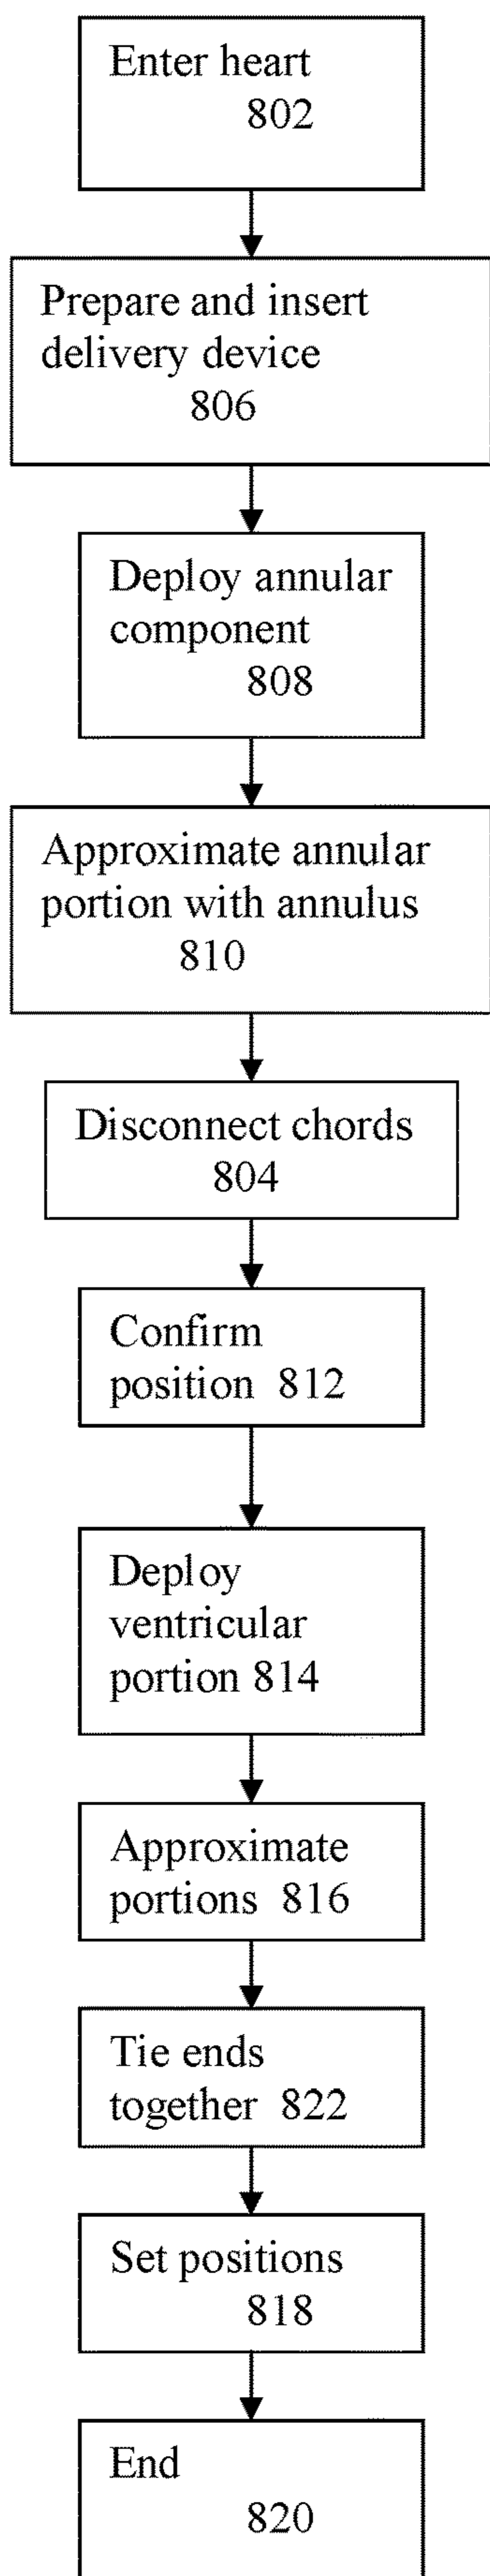 Enter heart
802
Prepare and insert
delivery device
806
Deploy annular
component
808
Approximate annular
portion with annulus
810
Disconnect chords
804
Confirm
position 812
Deploy
ventricular
portion 814
Approximate
portions 816
Tie ends
together 822
Set positions
818
End
820